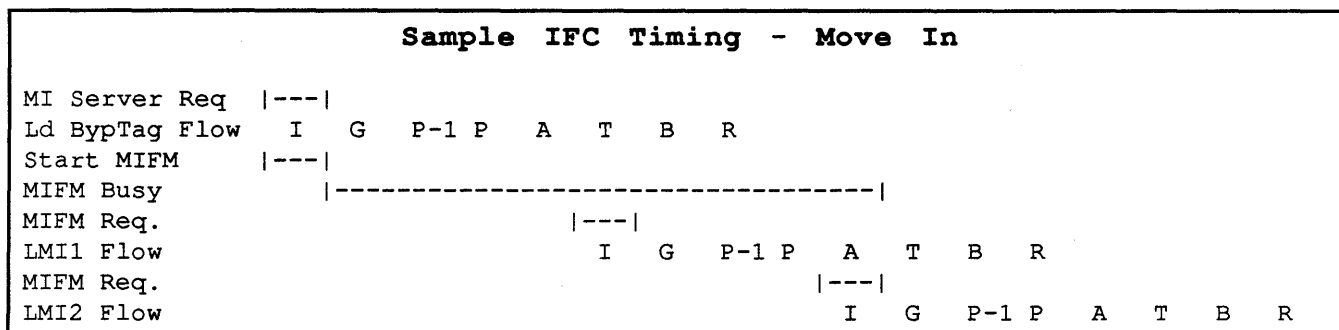 Sample IFC Timing - Move In
MI Server Req |---|
Ld BypTag Flow I G P-1 P A T B R
Start MIFM |---|
MIFM Busy |-----------------------------------|
MIFM Req. |---|
LMI1 Flow I G P-1 P A T B R
MIFM Req. |---|
LMI2 Flow I G P-1 P A T B R